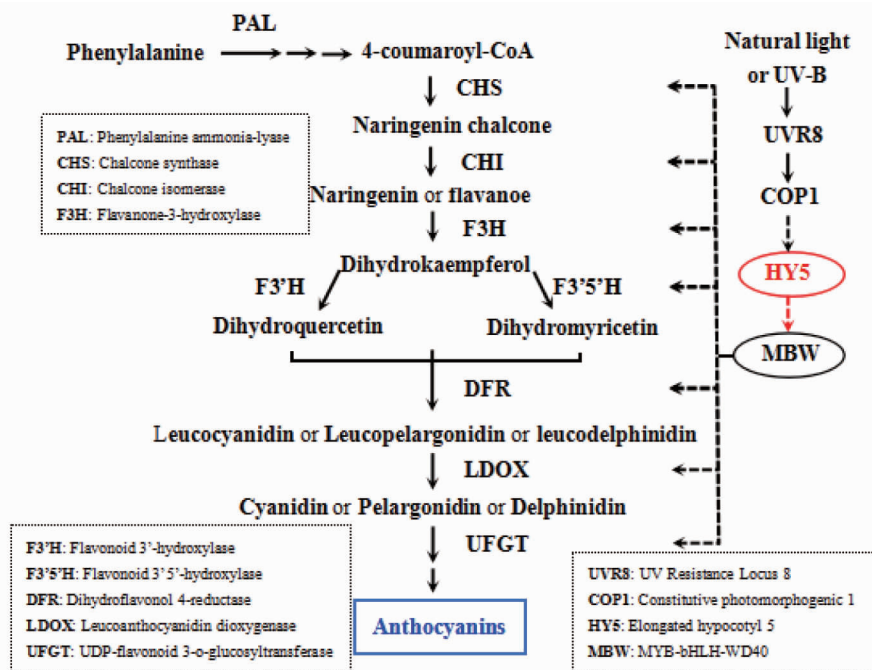 PAL
Phenylalanine
4-coumaroyl-CoA
Natural light
or UV-B
CHS
PAL: Phenylalanine ammonia-lyase
CHS: Chalcone synthase
CHI: Chalcone isomerase
F3H: Flavanone-3-hydroxylase
Naringenin chalcone
UVR8
CHI
Naringenin or flavanoe
COP1
F3H
Dihydrokaempferol
HY5
F3'H
F3'5'H
Dihydroquercetin
Dihydromyricetin
MBW
DFR
Leucocyanidin or Leucopelargonidin or leucodelphinidin
LDOX
Cyanidin or Pelargonidin or Delphinidin
UFGT
F3'H: Flavonoid 3'-hydroxylase
F3'5'H: Flavonoid 3'5'-hydroxylase
DFR: Dihydroflavonol 4-reductase
LDOX: Leucoanthocyanidin dioxygenase
UFGT: UDP-flavonoid 3-o-glucosyltransferase
Anthocyanins
UVR8: UV Resistance Locus 8
COP1: Constitutive photomorphogenic 1
HY5: Elongated hypocotyl 5
MBW: MYB-bHLH-WD40